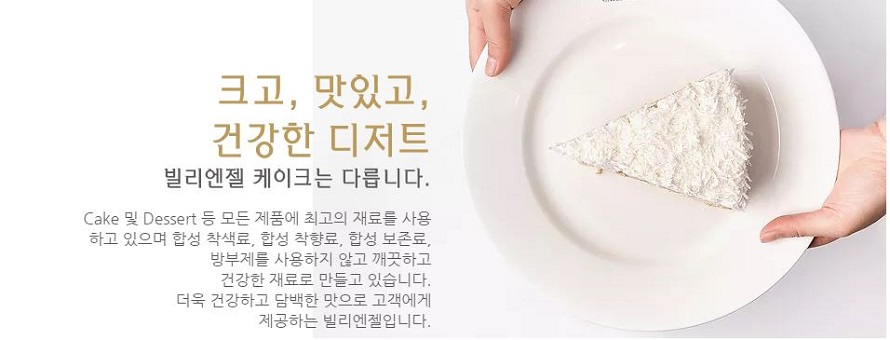 크고, 맛있고,
건강한 디저트
빌리엔젤 케이크는 다릅니다.
Cake 및 Dessert 등 모든 제품에 최고의 재료를 사용
하고 있으며 합성 착색료, 합성 착향료, 합성 보존료,
방부제를 사용하지 않고 깨끗하고
건강한 재료로 만들고 있습니다.
더욱 건강하고 담백한 맛으로 고객에게
제공하는 빌리엔젤입니다.